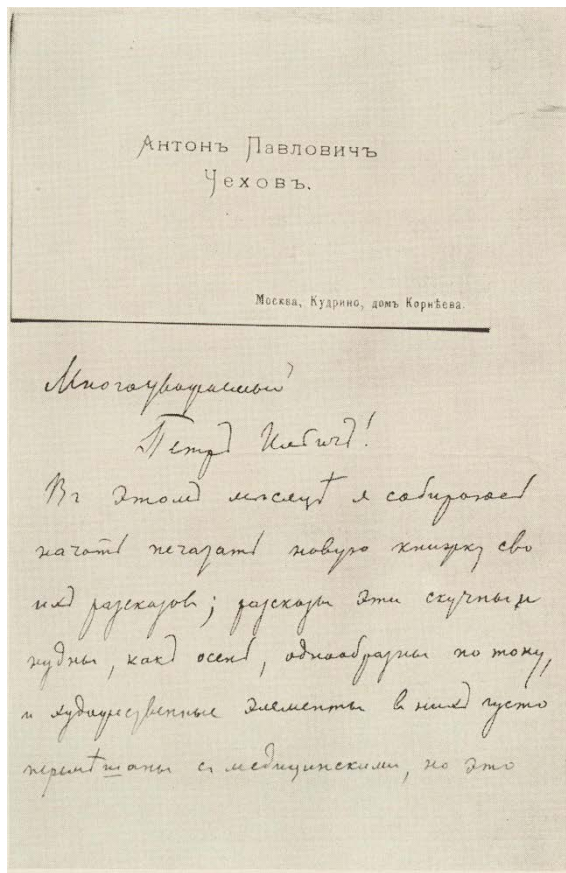 Антонъ Павловичъ
Чеховъ.
Москва, Кудрино, домъ Корнѣева.
Многоуважаемый
Петръ Ильичъ!
Въ этомъ мѣсяцѣ я собираюсь
начать печатать новую книжку сво
ихъ разсказовъ; разсказы эти скучны и
нудны, какъ осень, однообразны по тону,
и художественные элементы въ нихъ густо
перемѣшаны съ медицинскими, но это